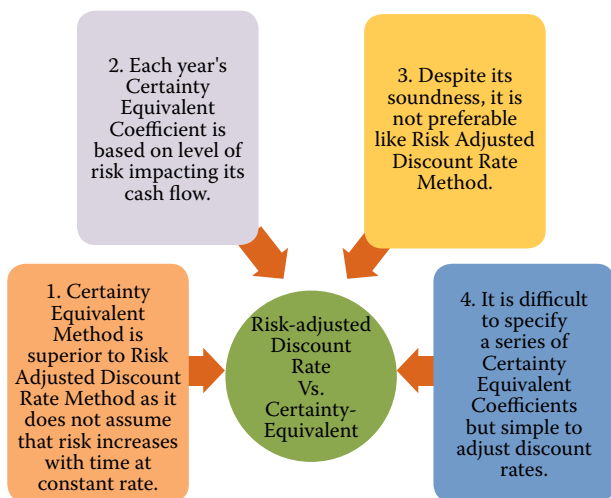 2. Each year's
Certainty
Equivalent
Coefficient is
based on level of
risk impacting its
cash flow.
3. Despite its
soundness, it is
not preferable
like Risk Adjusted
Discount Rate
Method.
1. Certainty
Equivalent
Method is
superior to Risk
Adjusted Discount
Rate Method as it
does not assume
that risk increases
with time at
constant rate.
Risk-adjusted
Discount
Rate
Vs.
Certainty-
Equivalent
4. It is difficult
to specify
a series of
Certainty
Equivalent
Coefficients
but simple to
adjust discount
rates.